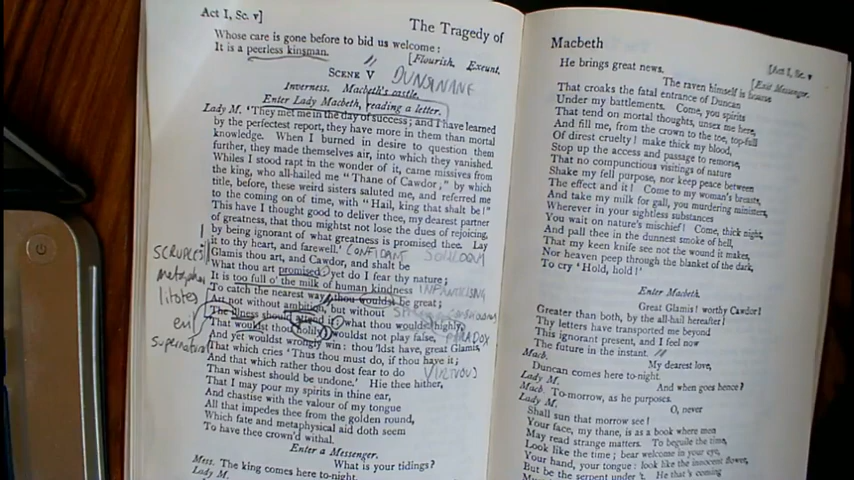 Act I, Sc. v]
The Tragedy of
Whose care is gone before to bid us welcome:
It is a peerless kinsman.
[Flourish. Exeunt.
SCENE V
DUNSINANE
Inverness. Macbeth's castle.
Enter Lady Macbeth, reading a letter.
Lady M. 'They met me in the day of success; and I have learned
by the perfectest report, they have more in them than mortal
knowledge. When I burned in desire to question them
further, they made themselves air, into which they vanished.
Whiles I stood rapt in the wonder of it, came missives from
the king, who all-hailed me "Thane of Cawdor;" by which
title, before, these weird sisters saluted me, and referred me
to the coming on of time, with "Hail, king that shalt be!"
This have I thought good to deliver thee, my dearest partner
of greatness, that thou mightst not lose the dues of rejoicing,
by being ignorant of what greatness is promised thee. Lay
it to thy heart, and farewell.' CONFIDANT SOLILOQUY
Glamis thou art, and Cawdor, and shalt be
What thou art promised: yet do I fear thy nature;
It is too full o' the milk of human kindness
To catch the nearest way: thou wouldst be great;
Art not without ambition, but without
The illness should attend it: what thou wouldst highly,
That wouldst thou holily; wouldst not play false, PARADOX
And yet wouldst wrongly win: thou'ldst have, great Glamis,
That which cries 'Thus thou must do, if thou have it;
And that which rather thou dost fear to do VIRTUOUS
Than wishest should be undone.' Hie thee hither,
That I may pour my spirits in thine ear,
And chastise with the valour of my tongue
All that impedes thee from the golden round,
Which fate and metaphysical aid doth seem
To have thee crown'd withal.
Enter a Messenger.
What is your tidings?
Mess. The king comes here to-night.
Lady M.
metaphor
litotes
evil
supernatural
Macbeth
[Act I, Sc. v
He brings great news.
[Exit Messenger.
The raven himself is hoarse
That croaks the fatal entrance of Duncan
Under my battlements. Come, you spirits
That tend on mortal thoughts, unsex me here,
And fill me, from the crown to the toe, top-full
Of direst cruelty! make thick my blood,
Stop up the access and passage to remorse,
That no compunctious visitings of nature
Shake my fell purpose, nor keep peace between
The effect and it! Come to my woman's breasts,
And take my milk for gall, you murdering ministers,
Wherever in your sightless substances
You wait on nature's mischief! Come, thick night,
And pall thee in the dunnest smoke of hell,
That my keen knife see not the wound it makes,
Nor heaven peep through the blanket of the dark,
To cry 'Hold, hold!'
Enter Macbeth.
Great Glamis! worthy Cawdor!
Greater than both, by the all-hail hereafter!
Thy letters have transported me beyond
This ignorant present, and I feel now
The future in the instant.
Macb.
My dearest love,
Duncan comes here to-night.
Lady M.
And when goes hence?
Macb. To-morrow, as he purposes.
Lady M.
O, never
Shall sun that morrow see!
Your face, my thane, is as a book where men
May read strange matters. To beguile the time,
Look like the time; bear welcome in your eye,
Your hand, your tongue: look like the innocent flower,
But be the serpent under't. He that's coming